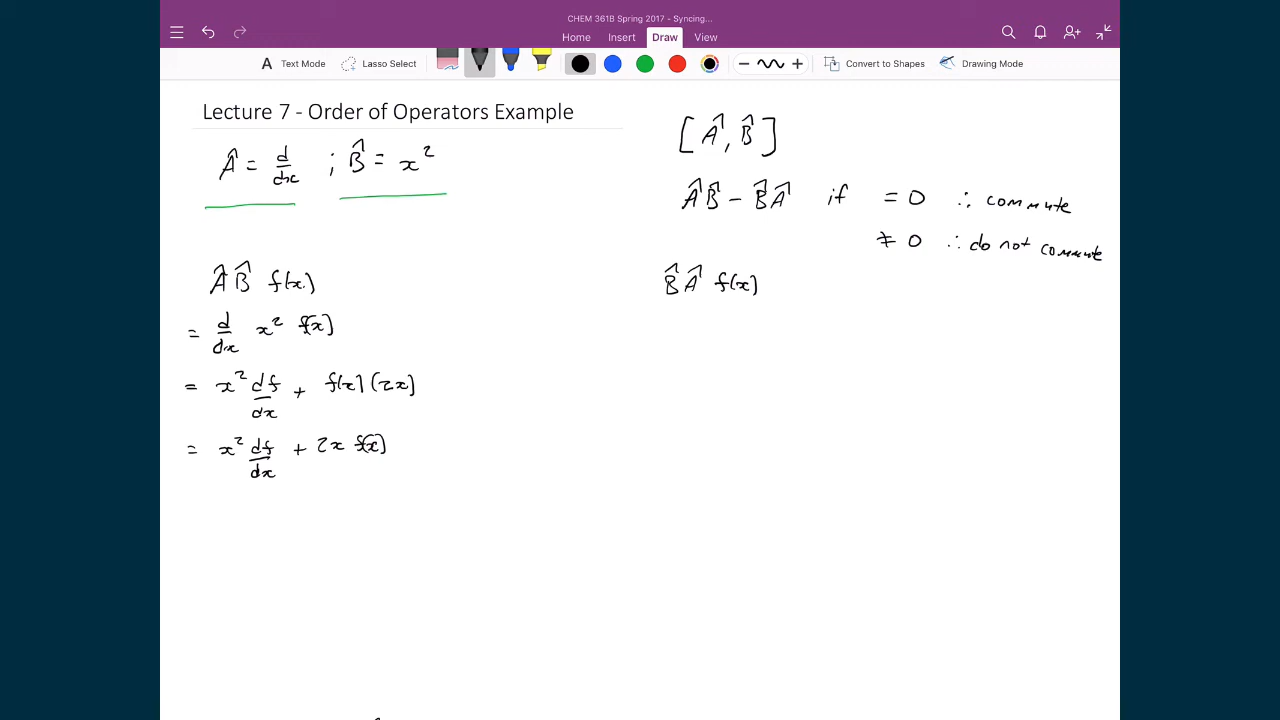 CHEM 361B Spring 2017 - Syncing...
Home Insert Draw View
Text Mode Lasso Select Convert to Shapes Drawing Mode
Lecture 7 - Order of Operators Example
Â = d/dx ; B̂ = x²
ÂB̂ f(x)
= d/dx x² f(x)
= x² df/dx + f(x)(2x)
= x² df/dx + 2x f(x)
[Â, B̂]
ÂB̂ - B̂Â if = 0 ∴ commute
≠ 0 ∴ do not commute
B̂Â f(x)